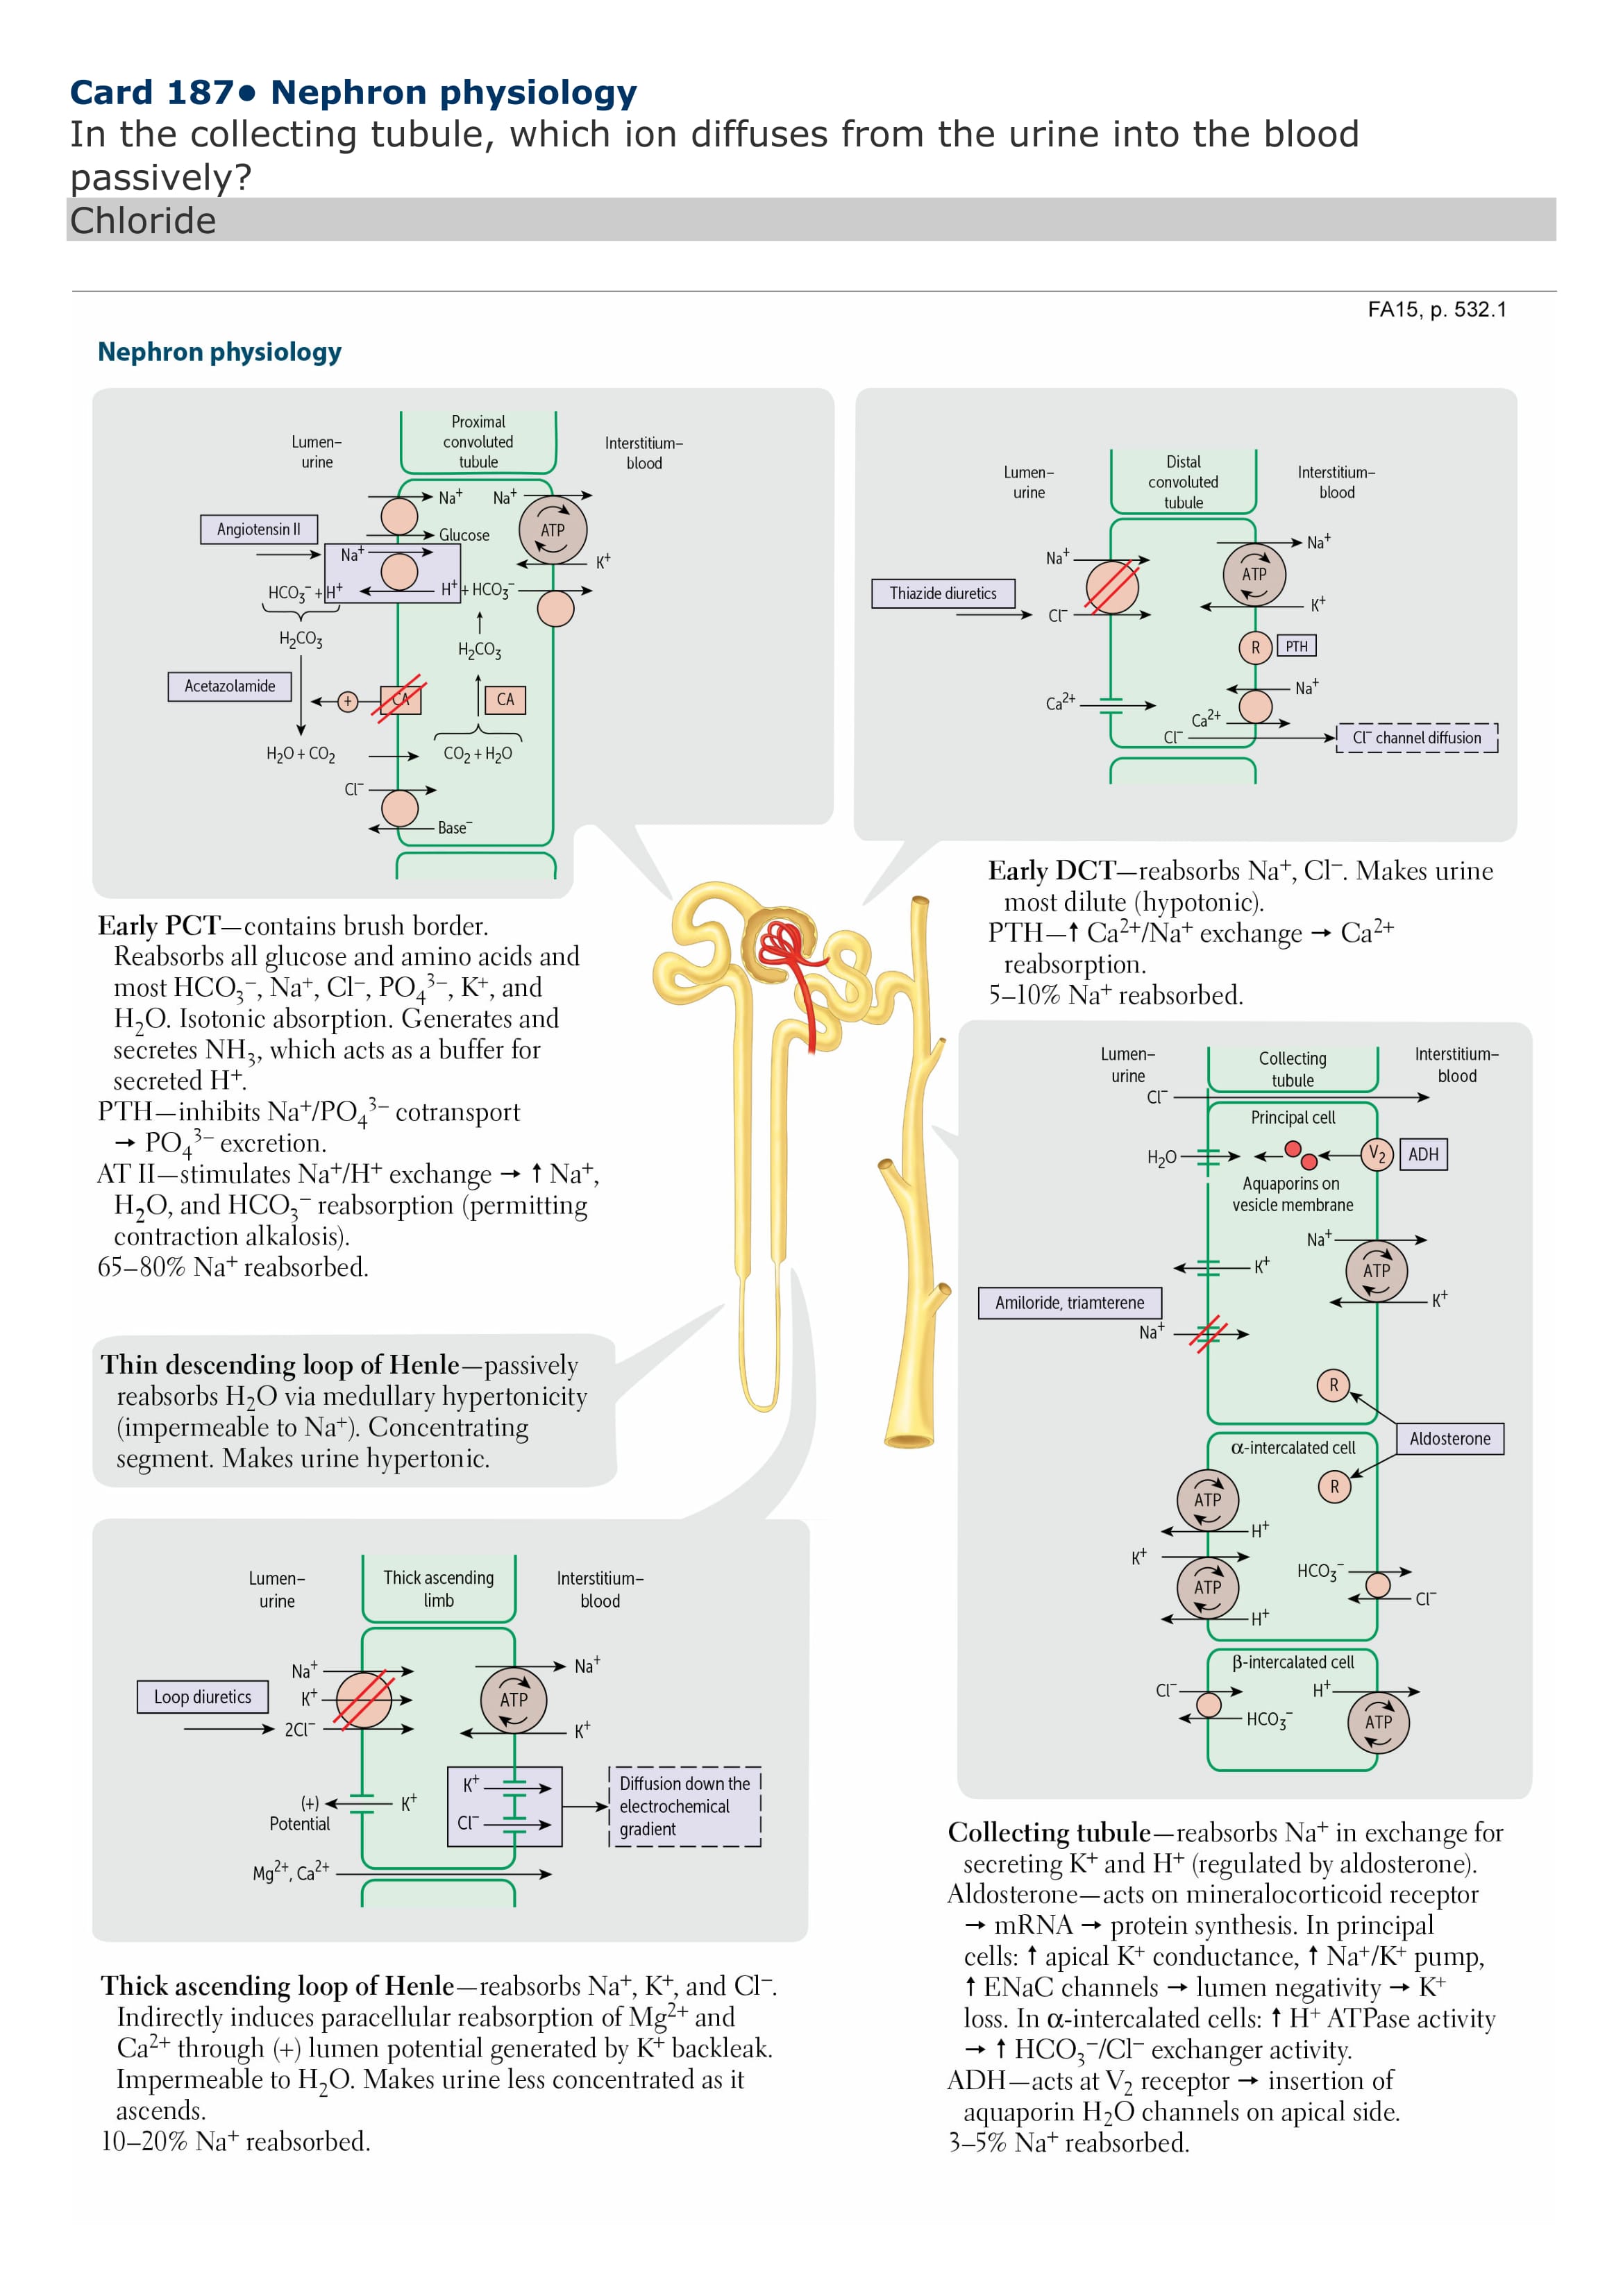 Card 187● Nephron physiology
In the collecting tubule, which ion diffuses from the urine into the blood
passively?
Chloride
FA15, p. 532.1
Nephron physiology
Lumen–
urine
Proximal
convoluted
tubule
Interstitium–
blood
Na⁺
Na⁺
Angiotensin II
ATP
Glucose
Na⁺
K⁺
HCO₃⁻ + H⁺
H⁺ + HCO₃⁻
H₂CO₃
H₂CO₃
Acetazolamide
+
CA
CA
H₂O + CO₂
CO₂ + H₂O
Cl⁻
Base⁻
Lumen–
urine
Distal
convoluted
tubule
Interstitium–
blood
Na⁺
Na⁺
ATP
Thiazide diuretics
Cl⁻
K⁺
R
PTH
Na⁺
Ca²⁺
Ca²⁺
Cl⁻
Cl⁻ channel diffusion
Early PCT—contains brush border.
Reabsorbs all glucose and amino acids and
most HCO₃⁻, Na⁺, Cl⁻, PO₄³⁻, K⁺, and
H₂O. Isotonic absorption. Generates and
secretes NH₃, which acts as a buffer for
secreted H⁺.
PTH—inhibits Na⁺/PO₄³⁻ cotransport
→ PO₄³⁻ excretion.
AT II—stimulates Na⁺/H⁺ exchange → ↑ Na⁺,
H₂O, and HCO₃⁻ reabsorption (permitting
contraction alkalosis).
65–80% Na⁺ reabsorbed.
Early DCT—reabsorbs Na⁺, Cl⁻. Makes urine
most dilute (hypotonic).
PTH—↑ Ca²⁺/Na⁺ exchange → Ca²⁺
reabsorption.
5–10% Na⁺ reabsorbed.
Lumen–
urine
Collecting
tubule
Interstitium–
blood
Cl⁻
Principal cell
H₂O
V₂
ADH
Aquaporins on
vesicle membrane
Na⁺
K⁺
ATP
Amiloride, triamterene
K⁺
Na⁺
R
Aldosterone
α-intercalated cell
R
ATP
H⁺
K⁺
HCO₃⁻
ATP
Cl⁻
H⁺
β-intercalated cell
Cl⁻
H⁺
HCO₃⁻
ATP
Thin descending loop of Henle—passively
reabsorbs H₂O via medullary hypertonicity
(impermeable to Na⁺). Concentrating
segment. Makes urine hypertonic.
Lumen–
urine
Thick ascending
limb
Interstitium–
blood
Na⁺
Na⁺
Loop diuretics
K⁺
ATP
2Cl⁻
K⁺
K⁺
Diffusion down the
electrochemical
gradient
(+)
Potential
K⁺
Cl⁻
Mg²⁺, Ca²⁺
Thick ascending loop of Henle—reabsorbs Na⁺, K⁺, and Cl⁻.
Indirectly induces paracellular reabsorption of Mg²⁺ and
Ca²⁺ through (+) lumen potential generated by K⁺ backleak.
Impermeable to H₂O. Makes urine less concentrated as it
ascends.
10–20% Na⁺ reabsorbed.
Collecting tubule—reabsorbs Na⁺ in exchange for
secreting K⁺ and H⁺ (regulated by aldosterone).
Aldosterone—acts on mineralocorticoid receptor
→ mRNA → protein synthesis. In principal
cells: ↑ apical K⁺ conductance, ↑ Na⁺/K⁺ pump,
↑ ENaC channels → lumen negativity → K⁺
loss. In α-intercalated cells: ↑ H⁺ ATPase activity
→ ↑ HCO₃⁻/Cl⁻ exchanger activity.
ADH—acts at V₂ receptor → insertion of
aquaporin H₂O channels on apical side.
3–5% Na⁺ reabsorbed.